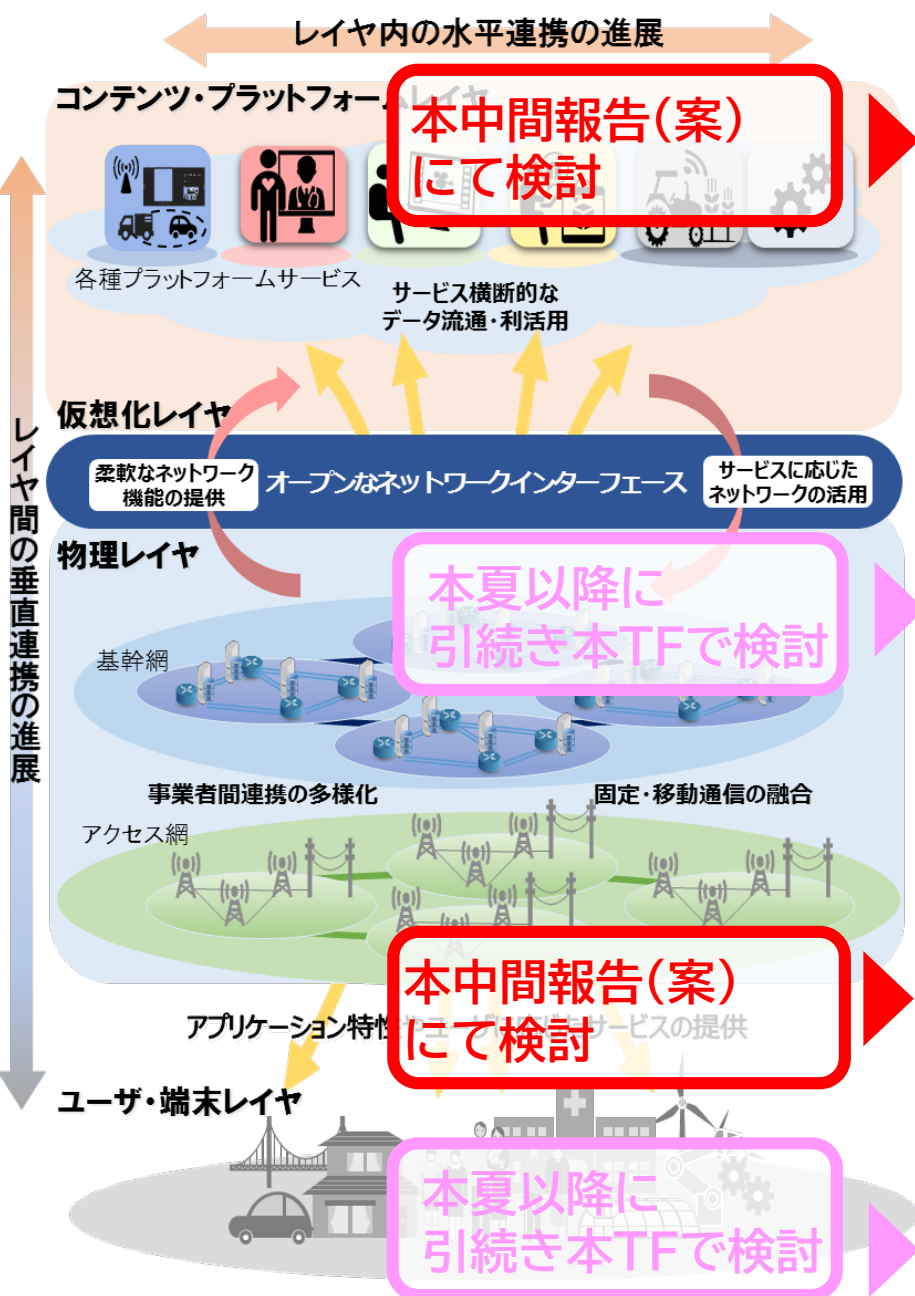 レイヤ内の水平連携の進展
コンテンツ・プラットフォームレイヤ
本中間報告(案)
にて検討
各種プラットフォームサービス
サービス横断的な
データ流通・利活用
レイヤ間の垂直連携の進展
仮想化レイヤ
柔軟なネットワーク
機能の提供
オープンなネットワークインターフェース
サービスに応じた
ネットワークの活用
物理レイヤ
本夏以降に
引続き本TFで検討
基幹網
事業者間連携の多様化
固定・移動通信の融合
アクセス網
本中間報告(案)
にて検討
アプリケーション特性やユーザに応じたサービスの提供
ユーザ・端末レイヤ
本夏以降に
引続き本TFで検討